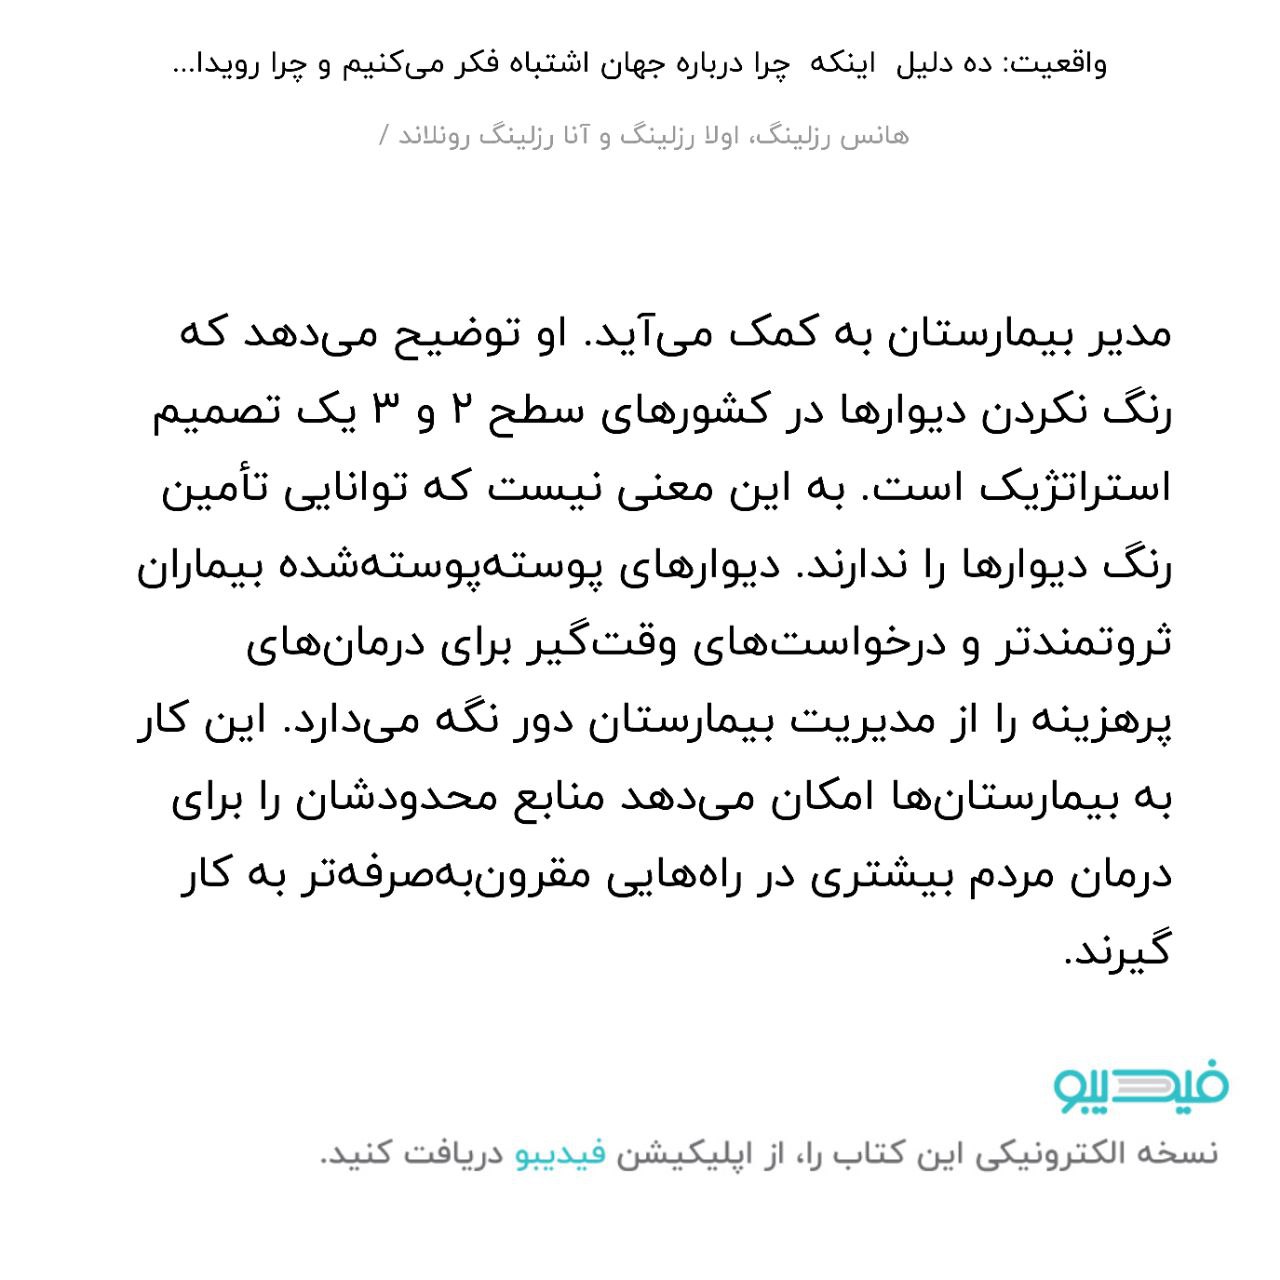 واقعیت: ده دلیل اینکه چرا درباره جهان اشتباه فکر می‌کنیم و چرا رویدا...
هانس رزلینگ، اولا رزلینگ و آنا رزلینگ رونلاند /
مدیر بیمارستان به کمک می‌آید. او توضیح می‌دهد که
رنگ نکردن دیوارها در کشورهای سطح ۲ و ۳ یک تصمیم
استراتژیک است. به این معنی نیست که توانایی تأمین
رنگ دیوارها را ندارند. دیوارهای پوسته‌پوسته‌شده بیماران
ثروتمندتر و درخواست‌های وقت‌گیر برای درمان‌های
پرهزینه را از مدیریت بیمارستان دور نگه می‌دارد. این کار
به بیمارستان‌ها امکان می‌دهد منابع محدودشان را برای
درمان مردم بیشتری در راه‌هایی مقرون‌به‌صرفه‌تر به کار
گیرند.
فیدیبو
نسخه الکترونیکی این کتاب را، از اپلیکیشن فیدیبو دریافت کنید.